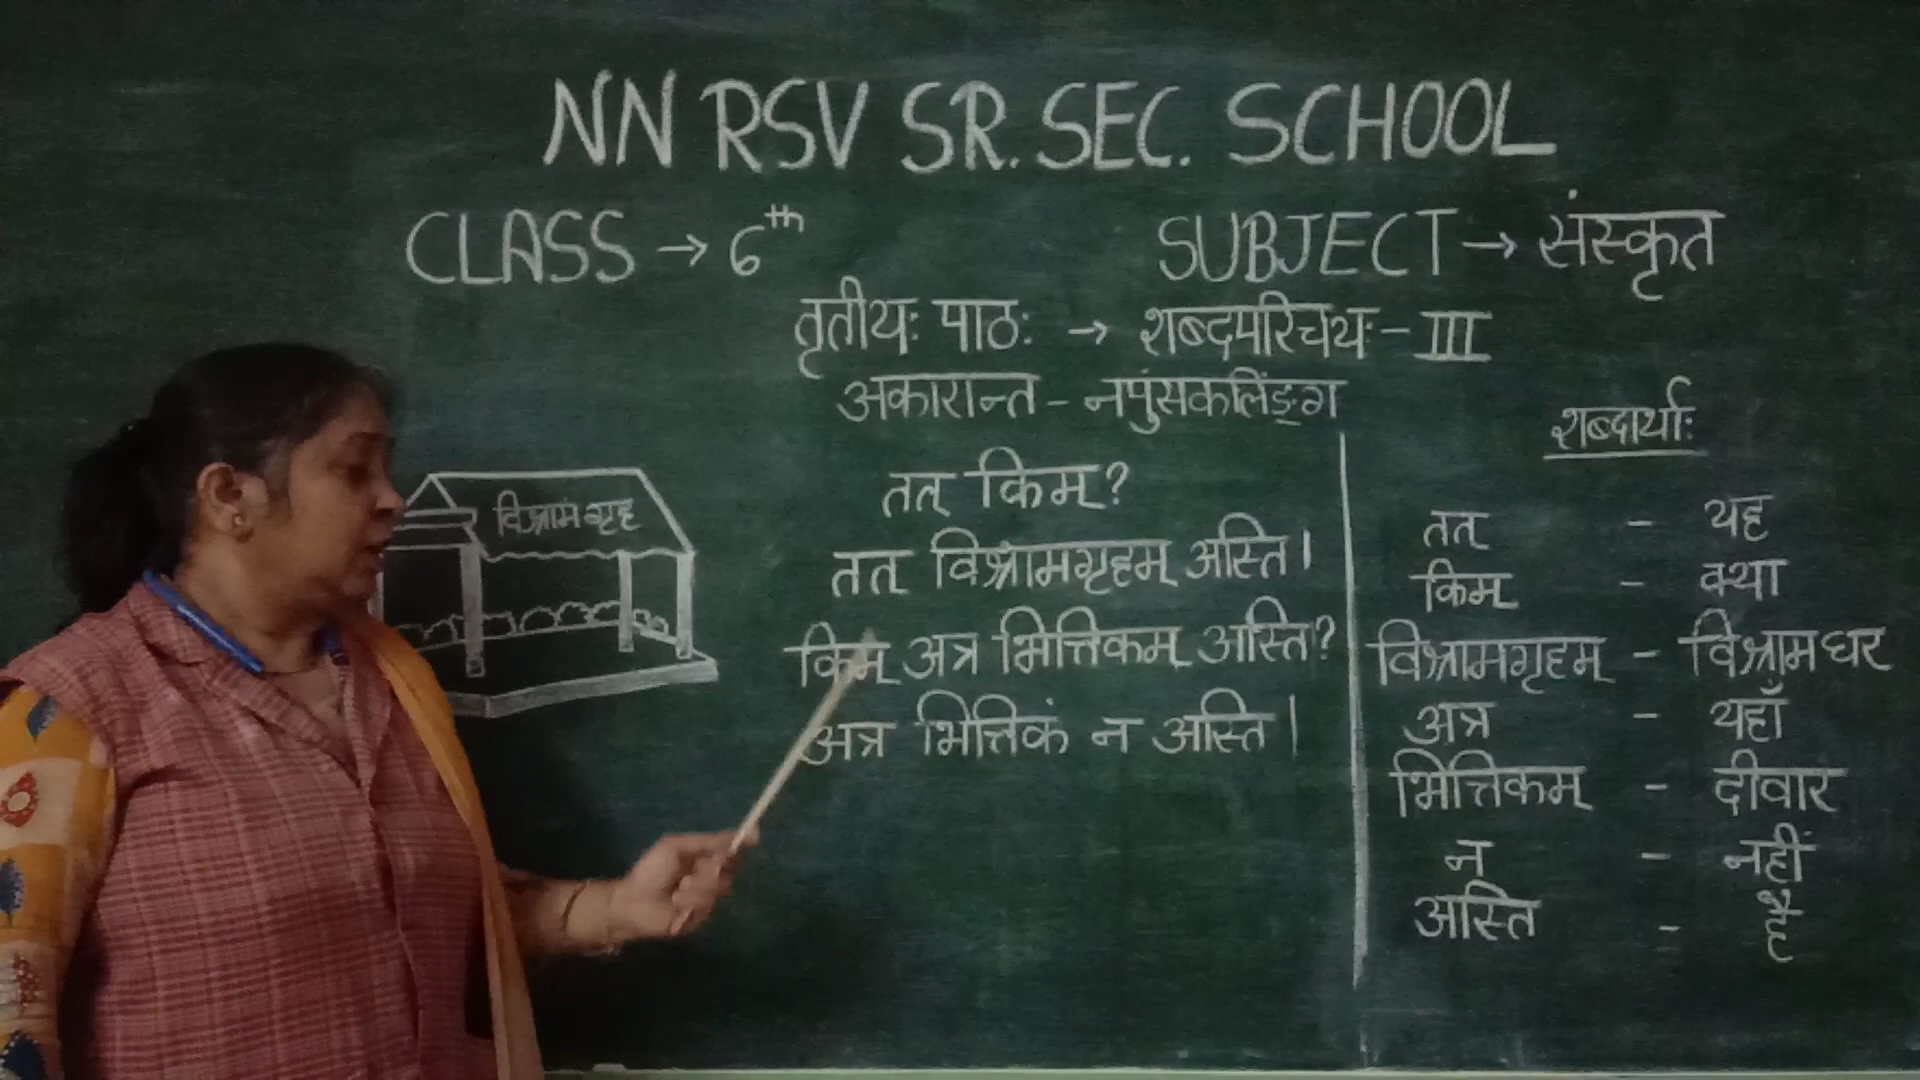 NN RSV SR. SEC. SCHOOL
CLASS → 6th SUBJECT → संस्कृत
तृतीयः पाठः → शब्दपरिचयः - III
अकारान्त - नपुंसकलिंङ्ग
विश्राम गृह
तत् किम्?
तत् विश्रामगृहम् अस्ति।
किम् अत्र भित्तिकम् अस्ति?
अत्र भित्तिकं न अस्ति।
शब्दार्थाः
तत् - यह
किम् - क्या
विश्रामगृहम् - विश्रामघर
अत्र - यहाँ
भित्तिकम् - दीवार
न - नहीं
अस्ति - है